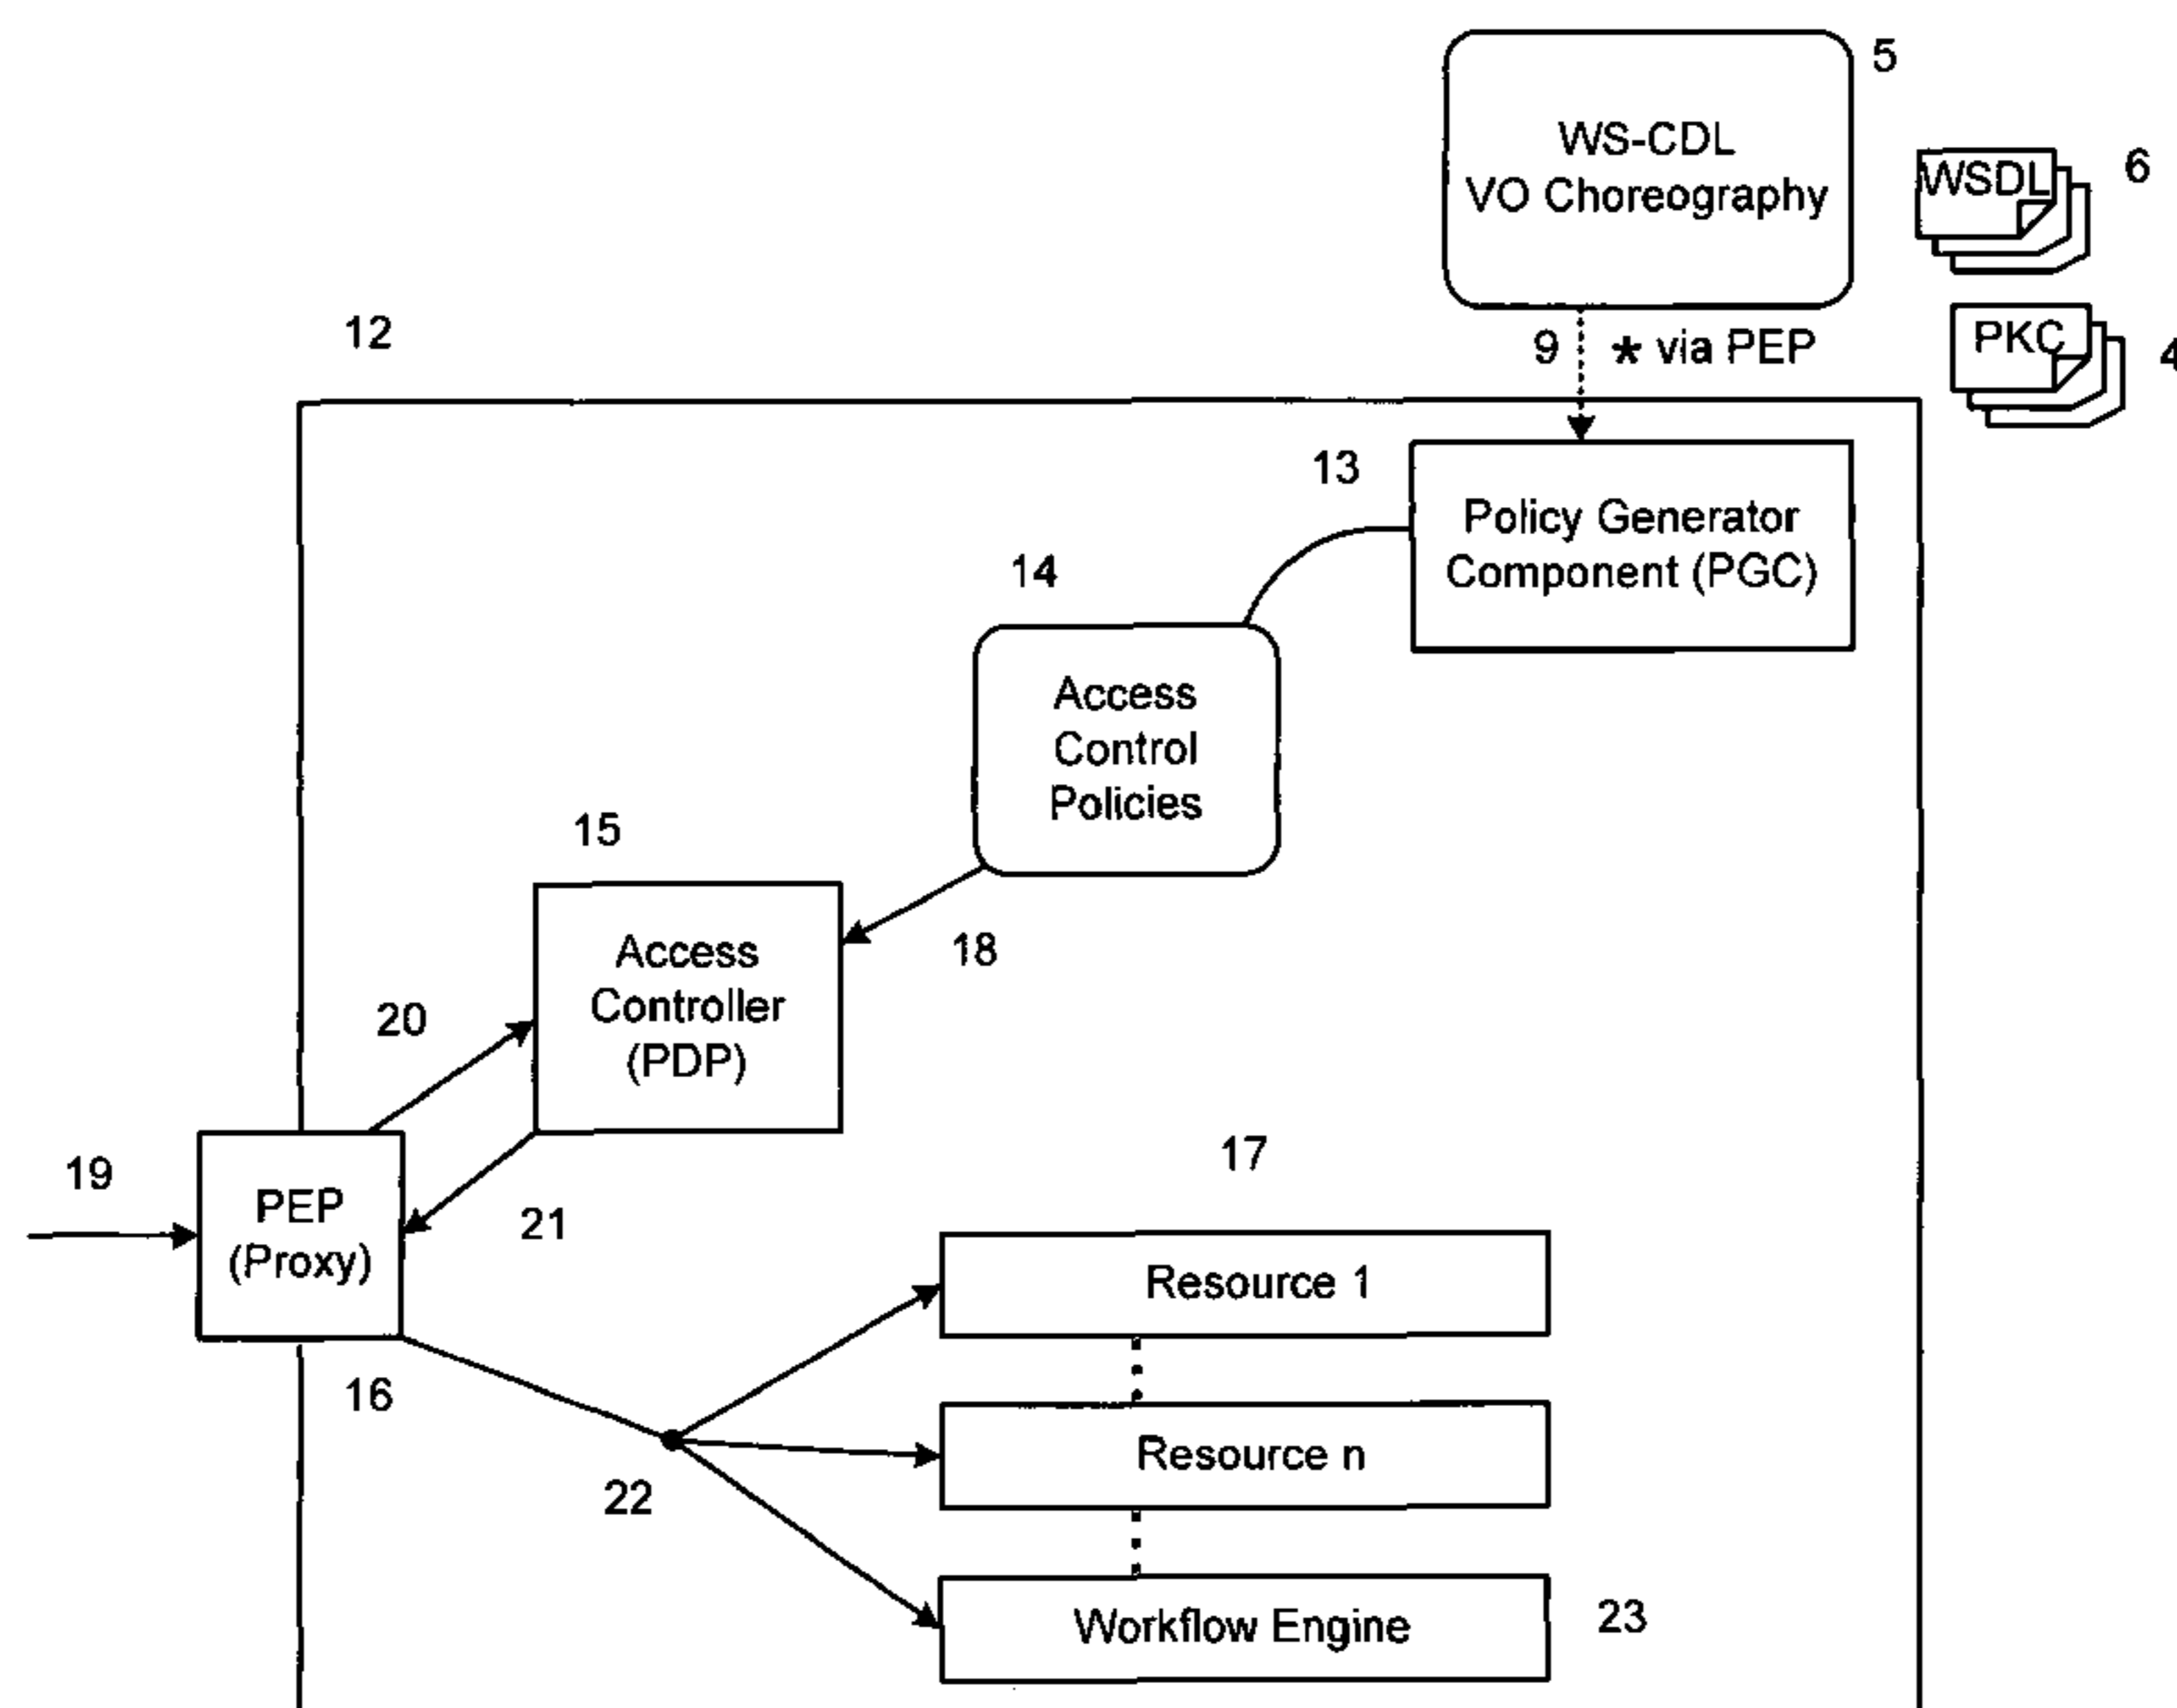 5
WS-CDL
VO Choreography
WSDL
6
12
9
* via PEP
PKC
4
13
Policy Generator
Component (PGC)
14
Access
Control
Policies
15
18
Access
Controller
(PDP)
20
17
19
PEP
(Proxy)
21
Resource 1
16
22
Resource n
Workflow Engine
23